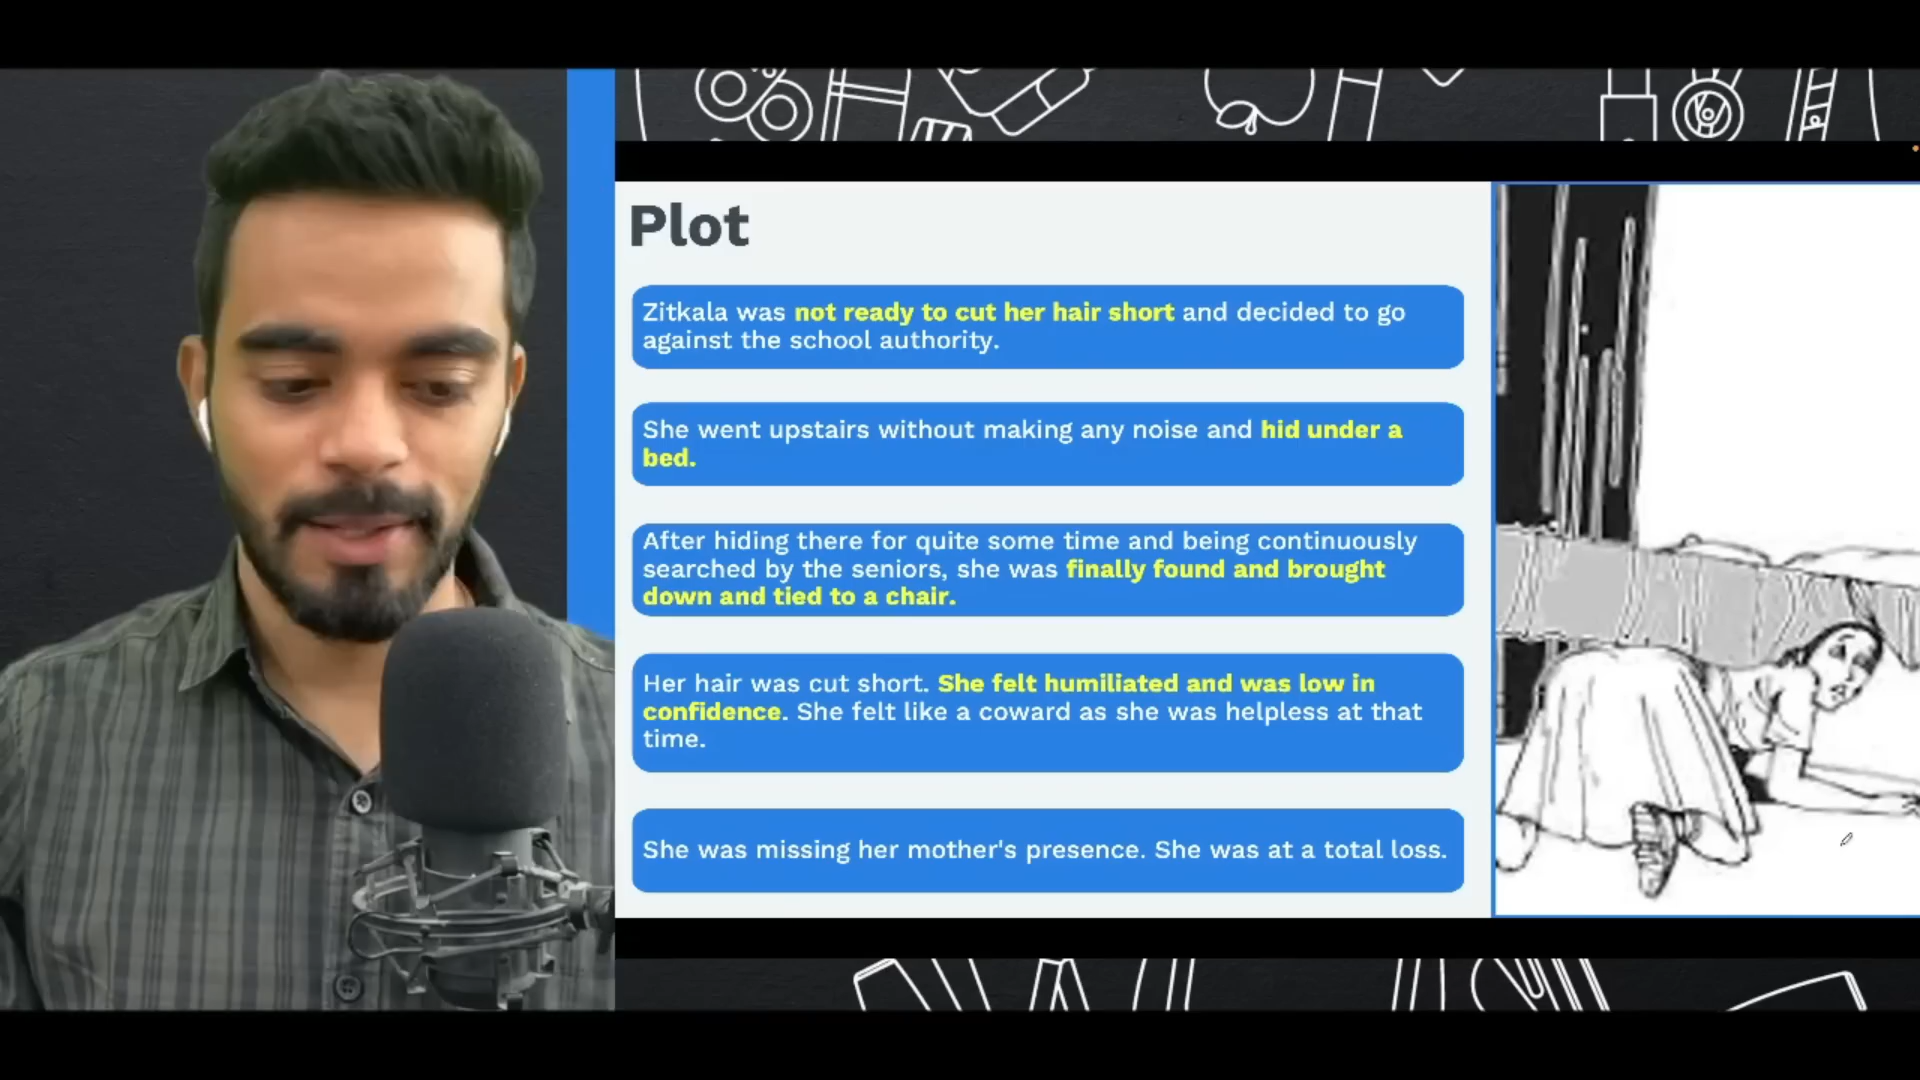 Plot
Zitkala was not ready to cut her hair short and decided to go
against the school authority.
She went upstairs without making any noise and hid under a
bed.
After hiding there for quite some time and being continuously
searched by the seniors, she was finally found and brought
down and tied to a chair.
Her hair was cut short. She felt humiliated and was low in
confidence. She felt like a coward as she was helpless at that
time.
She was missing her mother's presence. She was at a total loss.